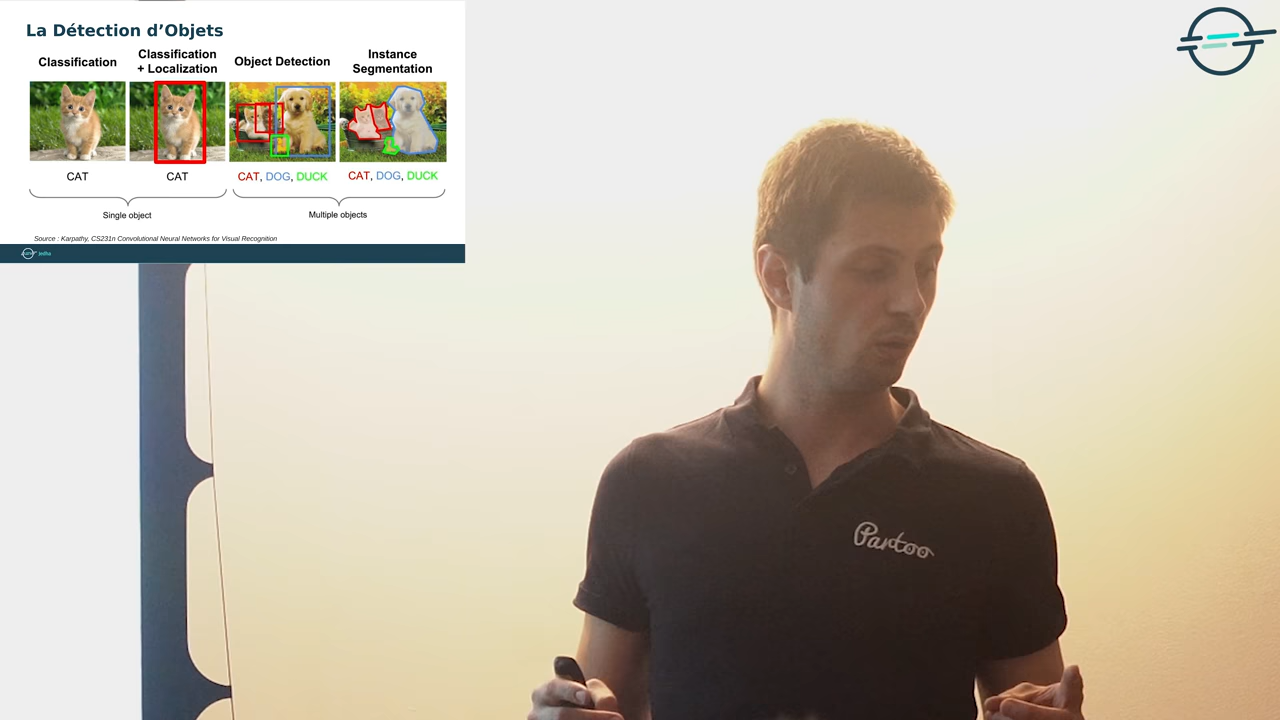 La Détection d’Objets
Classification
Classification
+ Localization
Object Detection
Instance
Segmentation
CAT
CAT
CAT, DOG, DUCK
CAT, DOG, DUCK
Single object
Multiple objects
Source : Karpathy, CS231n Convolutional Neural Networks for Visual Recognition
jedha
Partoo